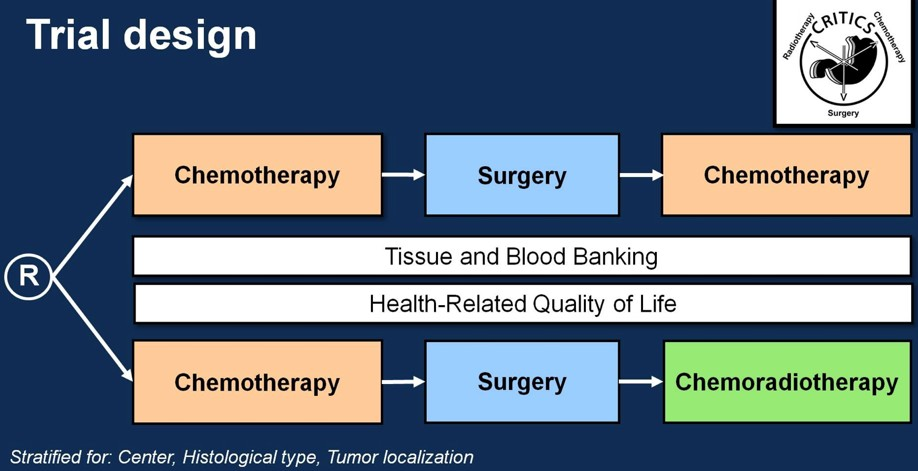 Trial design
CRITICS
Radiotherapy
Chemotherapy
Surgery
Chemotherapy
Surgery
Chemotherapy
R
Tissue and Blood Banking
Health-Related Quality of Life
Chemotherapy
Surgery
Chemoradiotherapy
Stratified for: Center, Histological type, Tumor localization